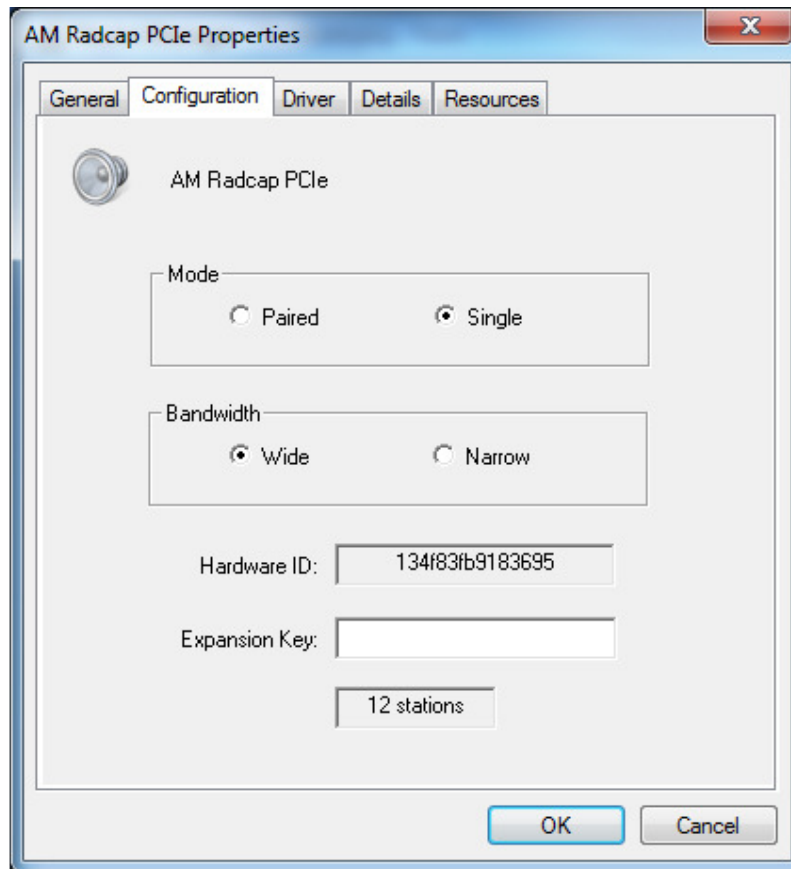 AM Radcap PCIe Properties
General Configuration Driver Details Resources
AM Radcap PCIe
Mode
Paired Single
Bandwidth
Wide Narrow
Hardware ID: 134f83fb9183695
Expansion Key:
12 stations
OK Cancel